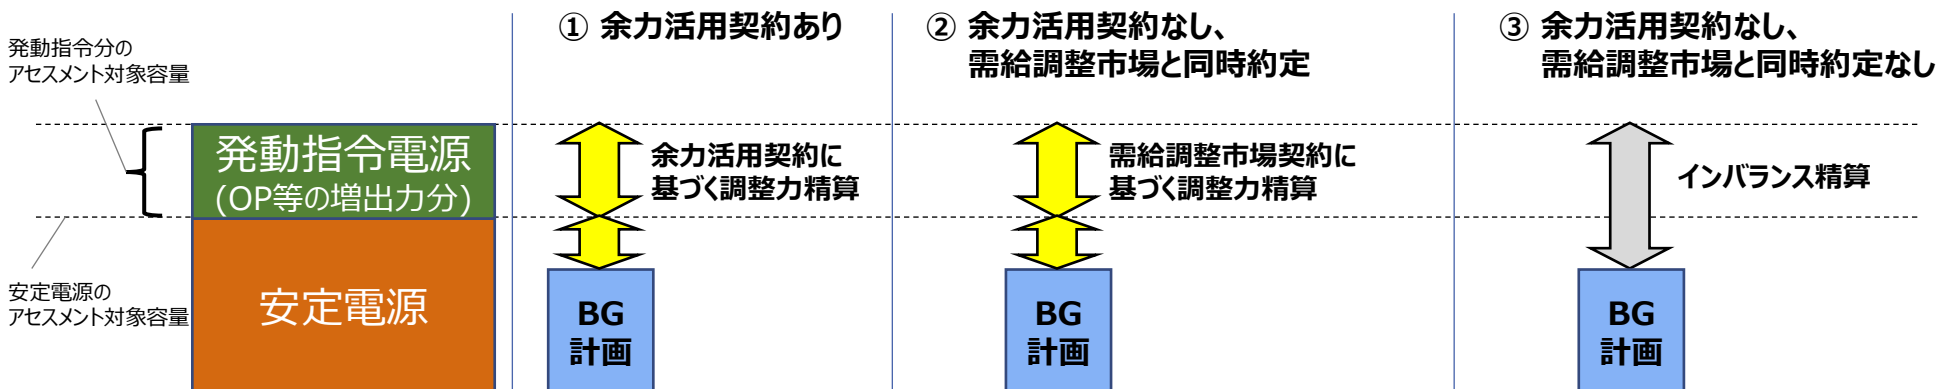 発動指令分の
アセスメント対象容量
発動指令電源
(OP等の増出力分)
安定電源
安定電源の
アセスメント対象容量
① 余力活用契約あり
余力活用契約に
基づく調整力精算
BG
計画
② 余力活用契約なし、
需給調整市場と同時約定
需給調整市場契約に
基づく調整力精算
BG
計画
③ 余力活用契約なし、
需給調整市場と同時約定なし
インバランス精算
BG
計画